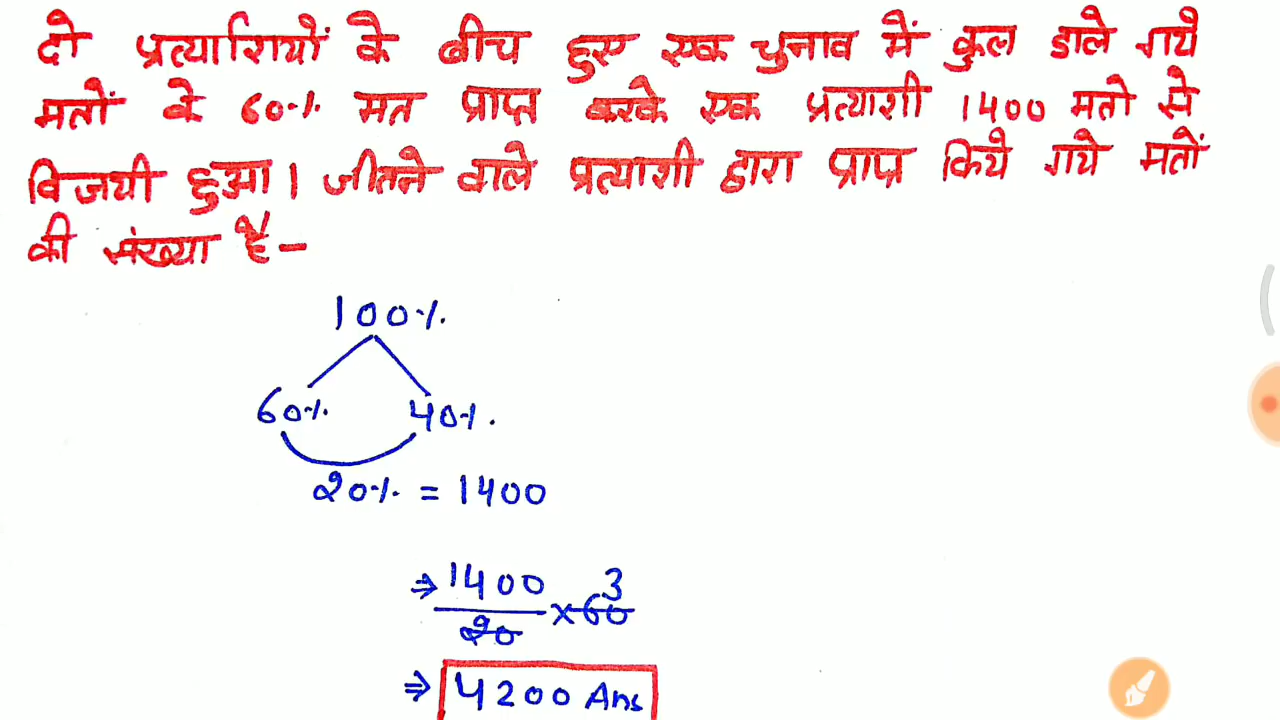 दो प्रत्याशियों के बीच हुए एक चुनाव में कुल डाले गये
मतों के 60% मत प्राप्त करके एक प्रत्याशी 1400 मतो से
विजयी हुआ। जीतने वाले प्रत्याशी द्वारा प्राप्त किये गये मतों
की संख्या है-
100%
60% 40%.
20% = 1400
⇒ 1400/20 × 60 3
⇒ 4200 Ans